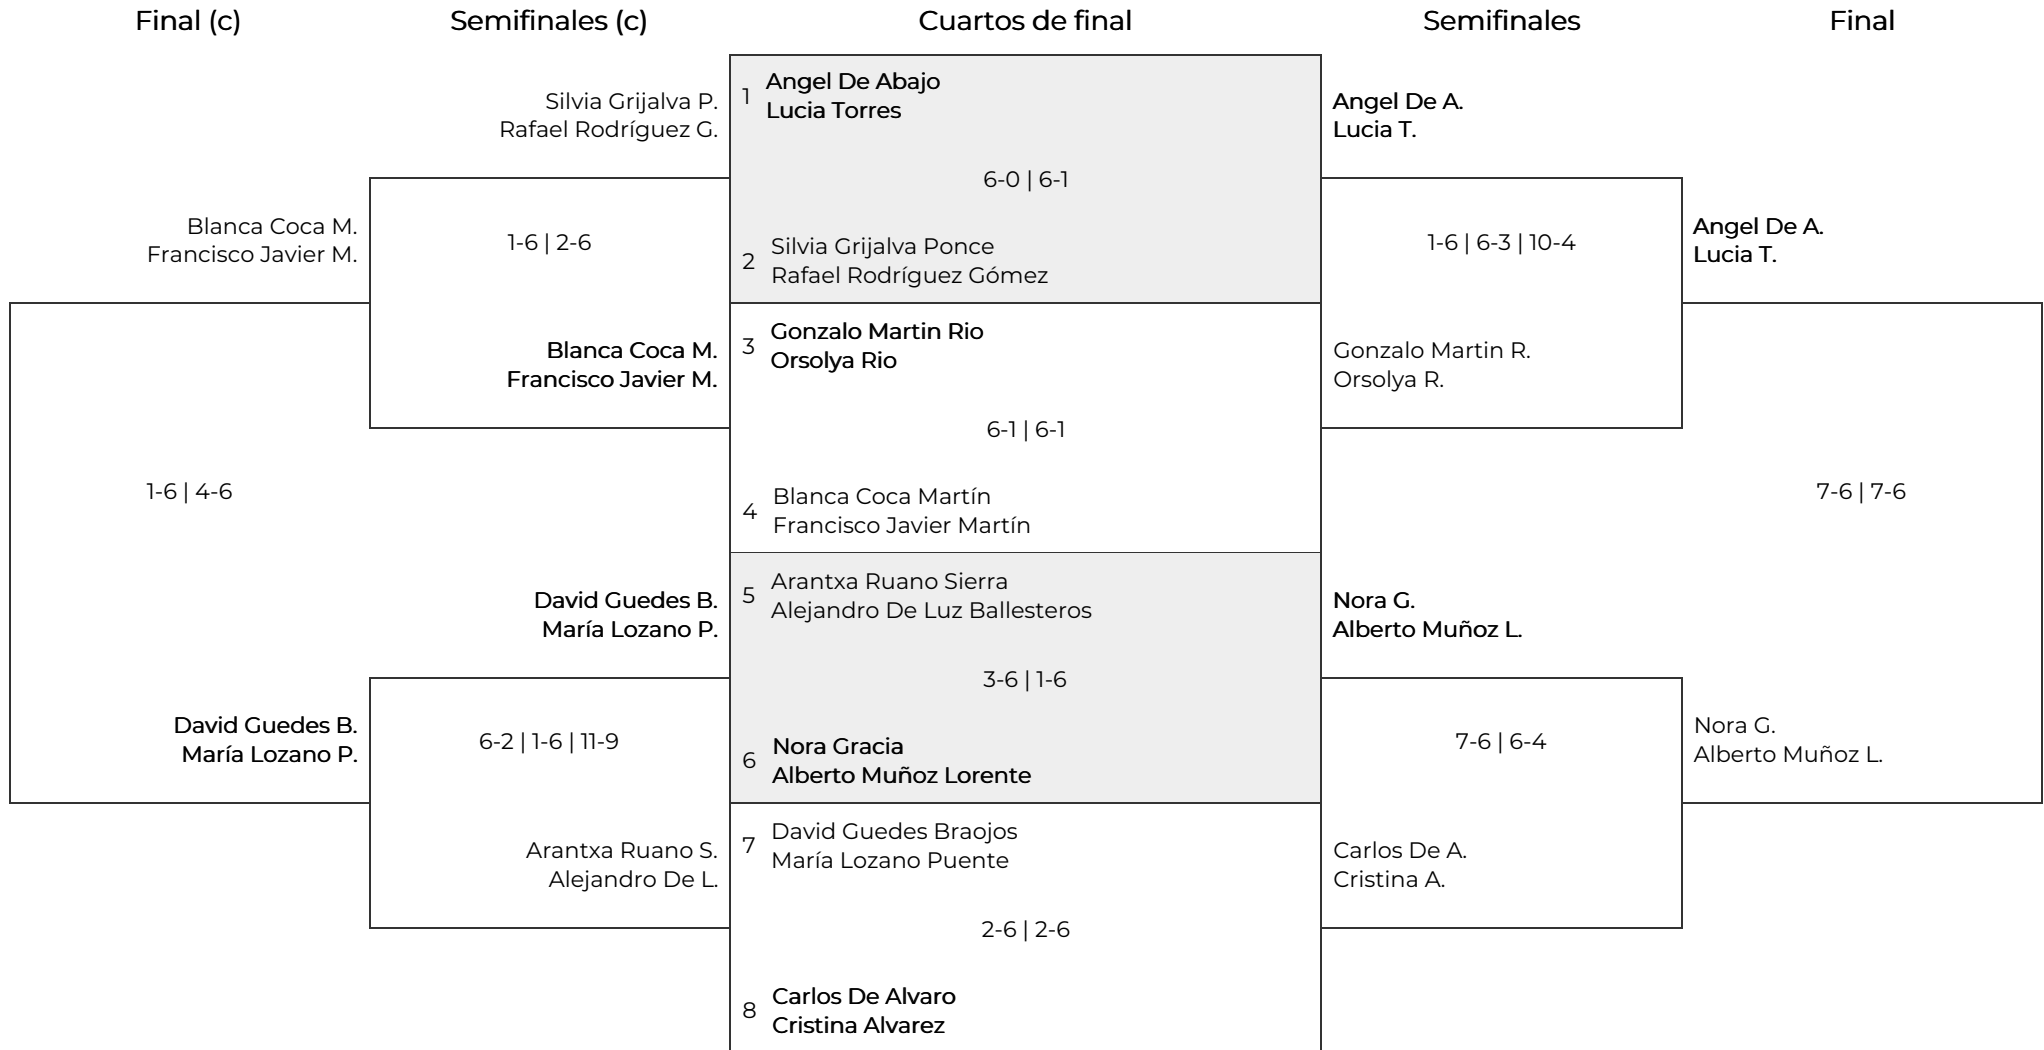 Final (c)
Semifinales (c)
Cuartos de final
Semifinales
Final
Blanca Coca M.
Francisco Javier M.
1-6 | 4-6
David Guedes B.
María Lozano P.
Silvia Grijalva P.
Rafael Rodríguez G.
1-6 | 2-6
Blanca Coca M.
Francisco Javier M.
David Guedes B.
María Lozano P.
6-2 | 1-6 | 11-9
Arantxa Ruano S.
Alejandro De L.
1
Angel De Abajo
Lucia Torres
6-0 | 6-1
2
Silvia Grijalva Ponce
Rafael Rodríguez Gómez
3
Gonzalo Martin Rio
Orsolya Rio
6-1 | 6-1
4
Blanca Coca Martín
Francisco Javier Martín
5
Arantxa Ruano Sierra
Alejandro De Luz Ballesteros
3-6 | 1-6
6
Nora Gracia
Alberto Muñoz Lorente
7
David Guedes Braojos
María Lozano Puente
2-6 | 2-6
8
Carlos De Alvaro
Cristina Alvarez
Angel De A.
Lucia T.
1-6 | 6-3 | 10-4
Gonzalo Martin R.
Orsolya R.
Nora G.
Alberto Muñoz L.
7-6 | 6-4
Carlos De A.
Cristina A.
Angel De A.
Lucia T.
7-6 | 7-6
Nora G.
Alberto Muñoz L.